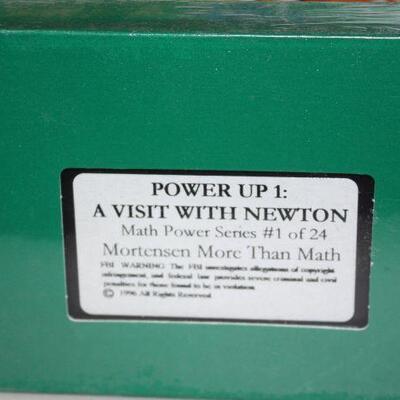 POWER UP 1:
A VISIT WITH NEWTON
Math Power Series #1 of 24
Mortensen More Than Math
FBI WARNING The FBI investigates allegations of copyright
infringement, and federal law provides severe criminal and civil
penalties for those found to be in violation.
© 1996 All Rights Reserved